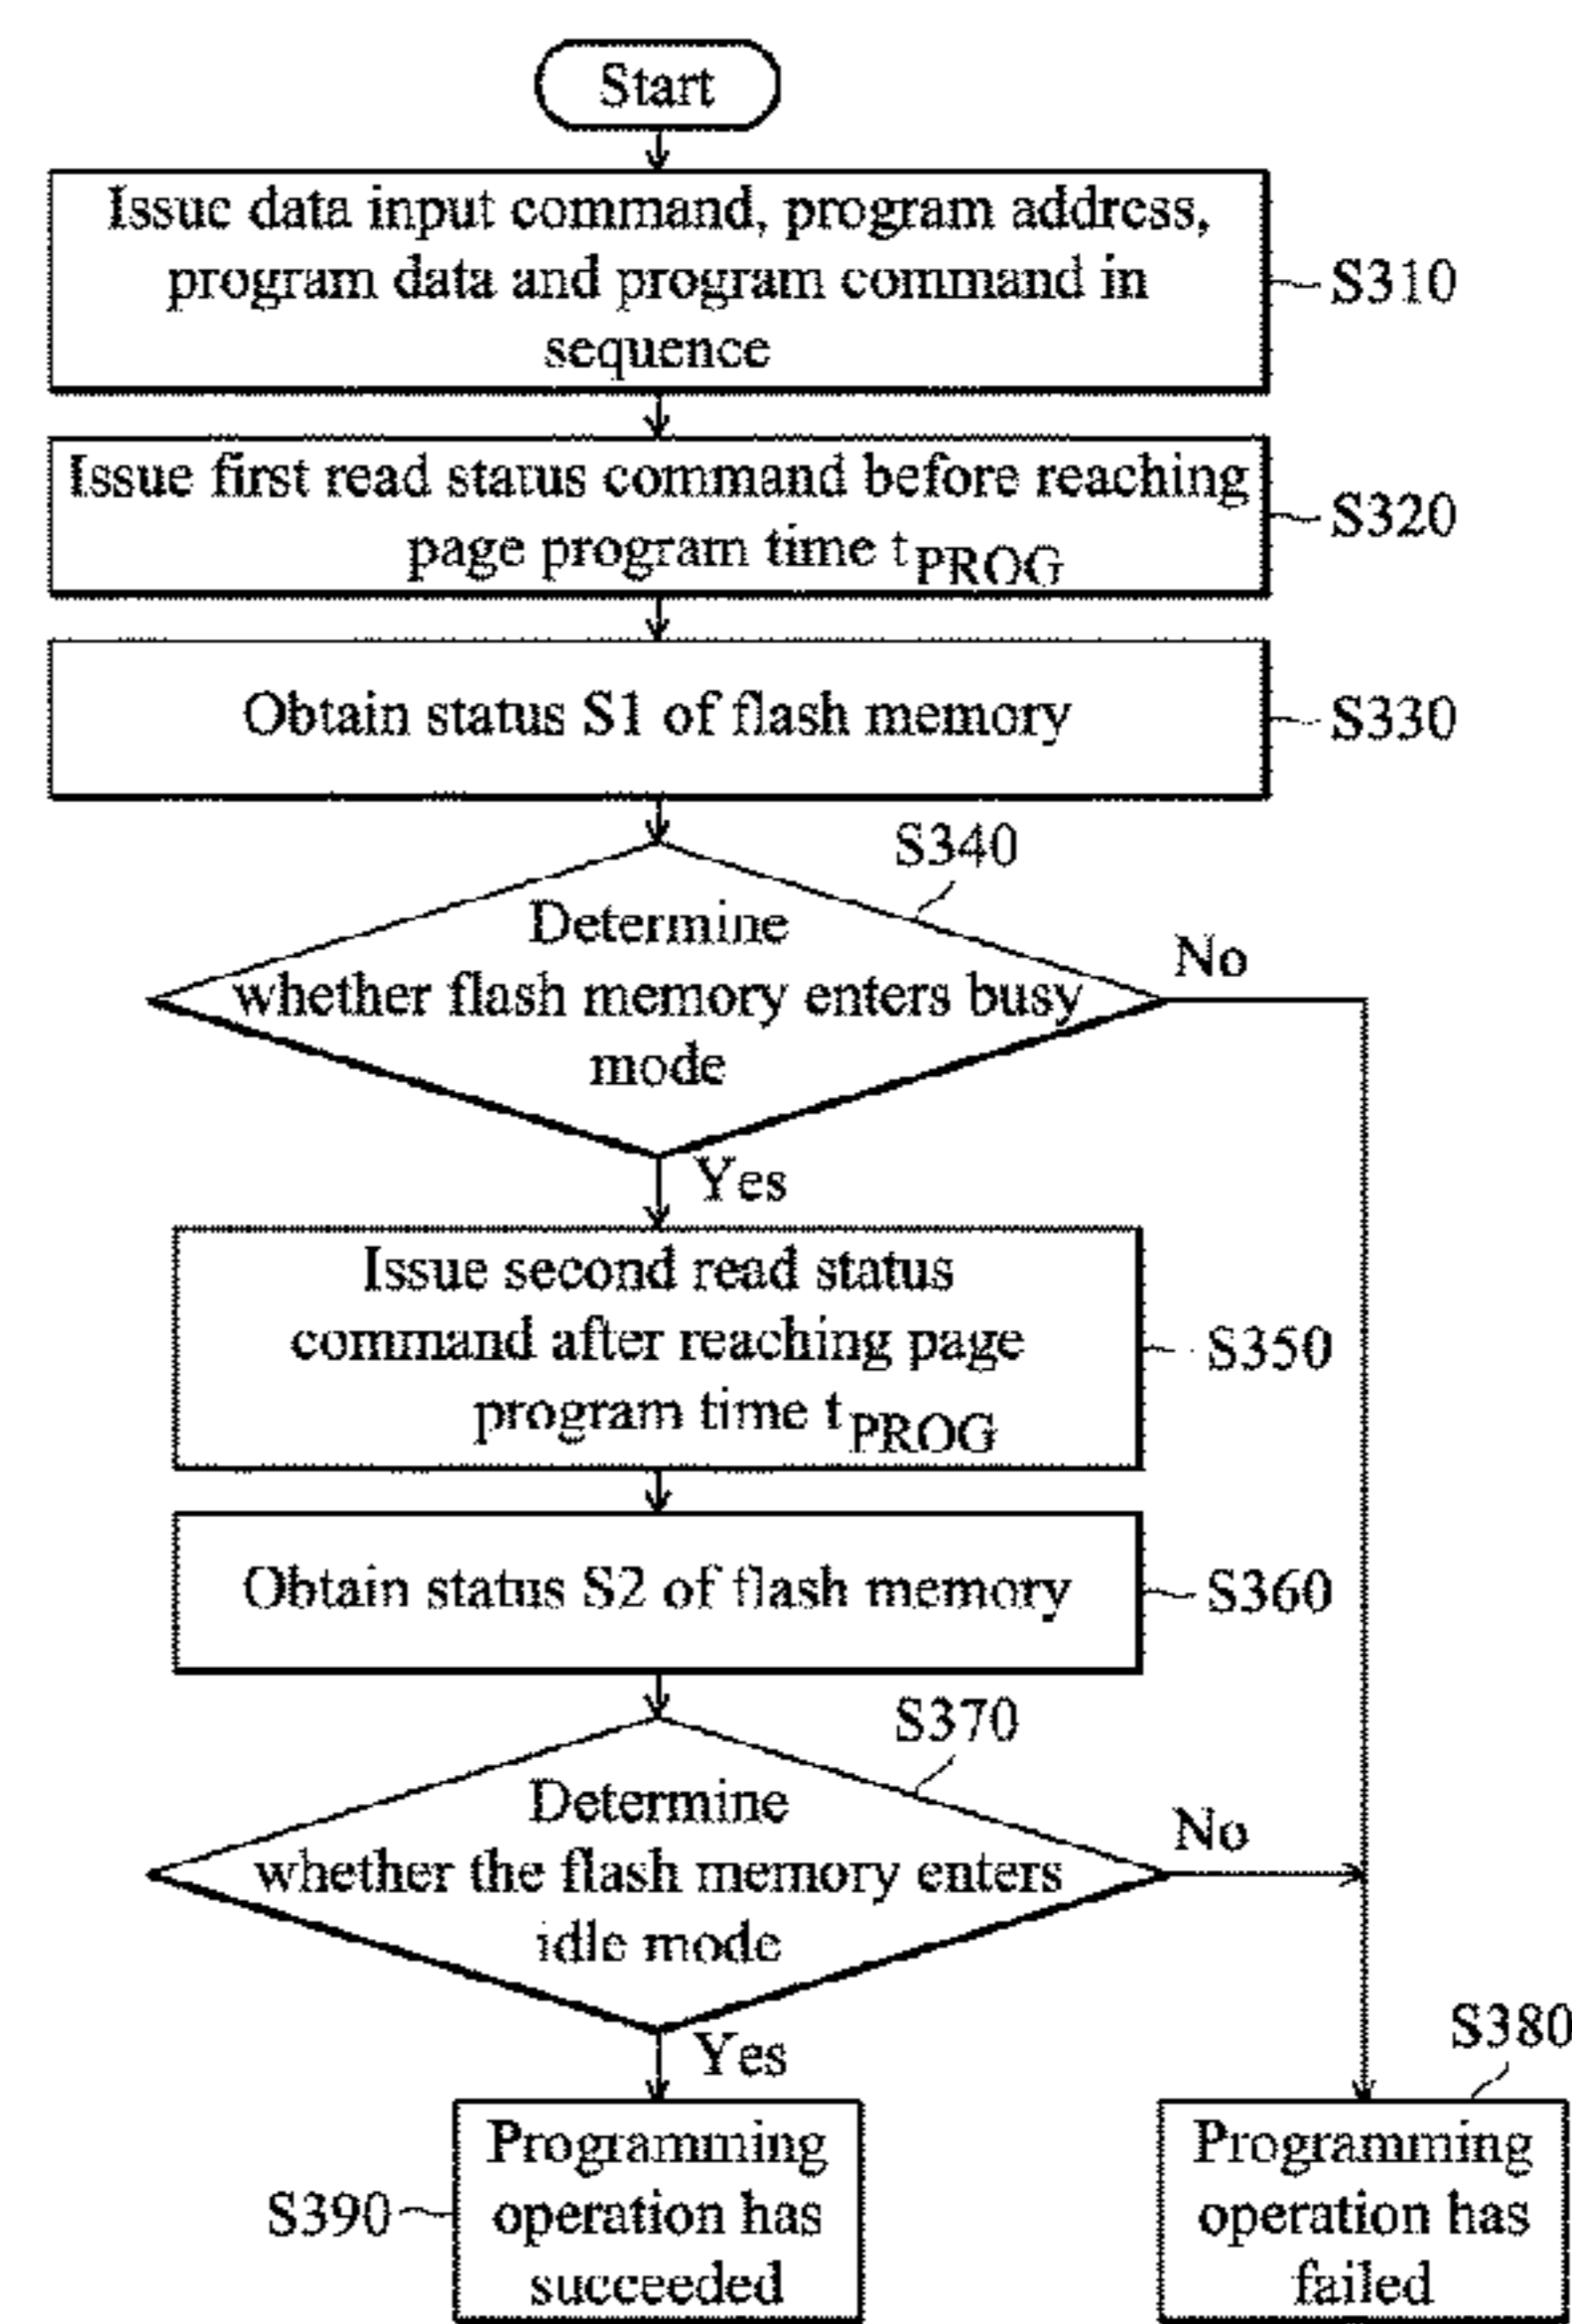 Start
Issue data input command, program address,
program data and program command in
sequence
S310
Issue first read status command before reaching
page program time tPROG
S320
Obtain status S1 of flash memory
S330
S340
Determine
whether flash memory enters busy
mode
No
Yes
Issue second read status
command after reaching page
program time tPROG
S350
Obtain status S2 of flash memory
S360
S370
Determine
whether the flash memory enters
idle mode
No
Yes
S380
Programming
operation has
succeeded
S390
Programming
operation has
failed